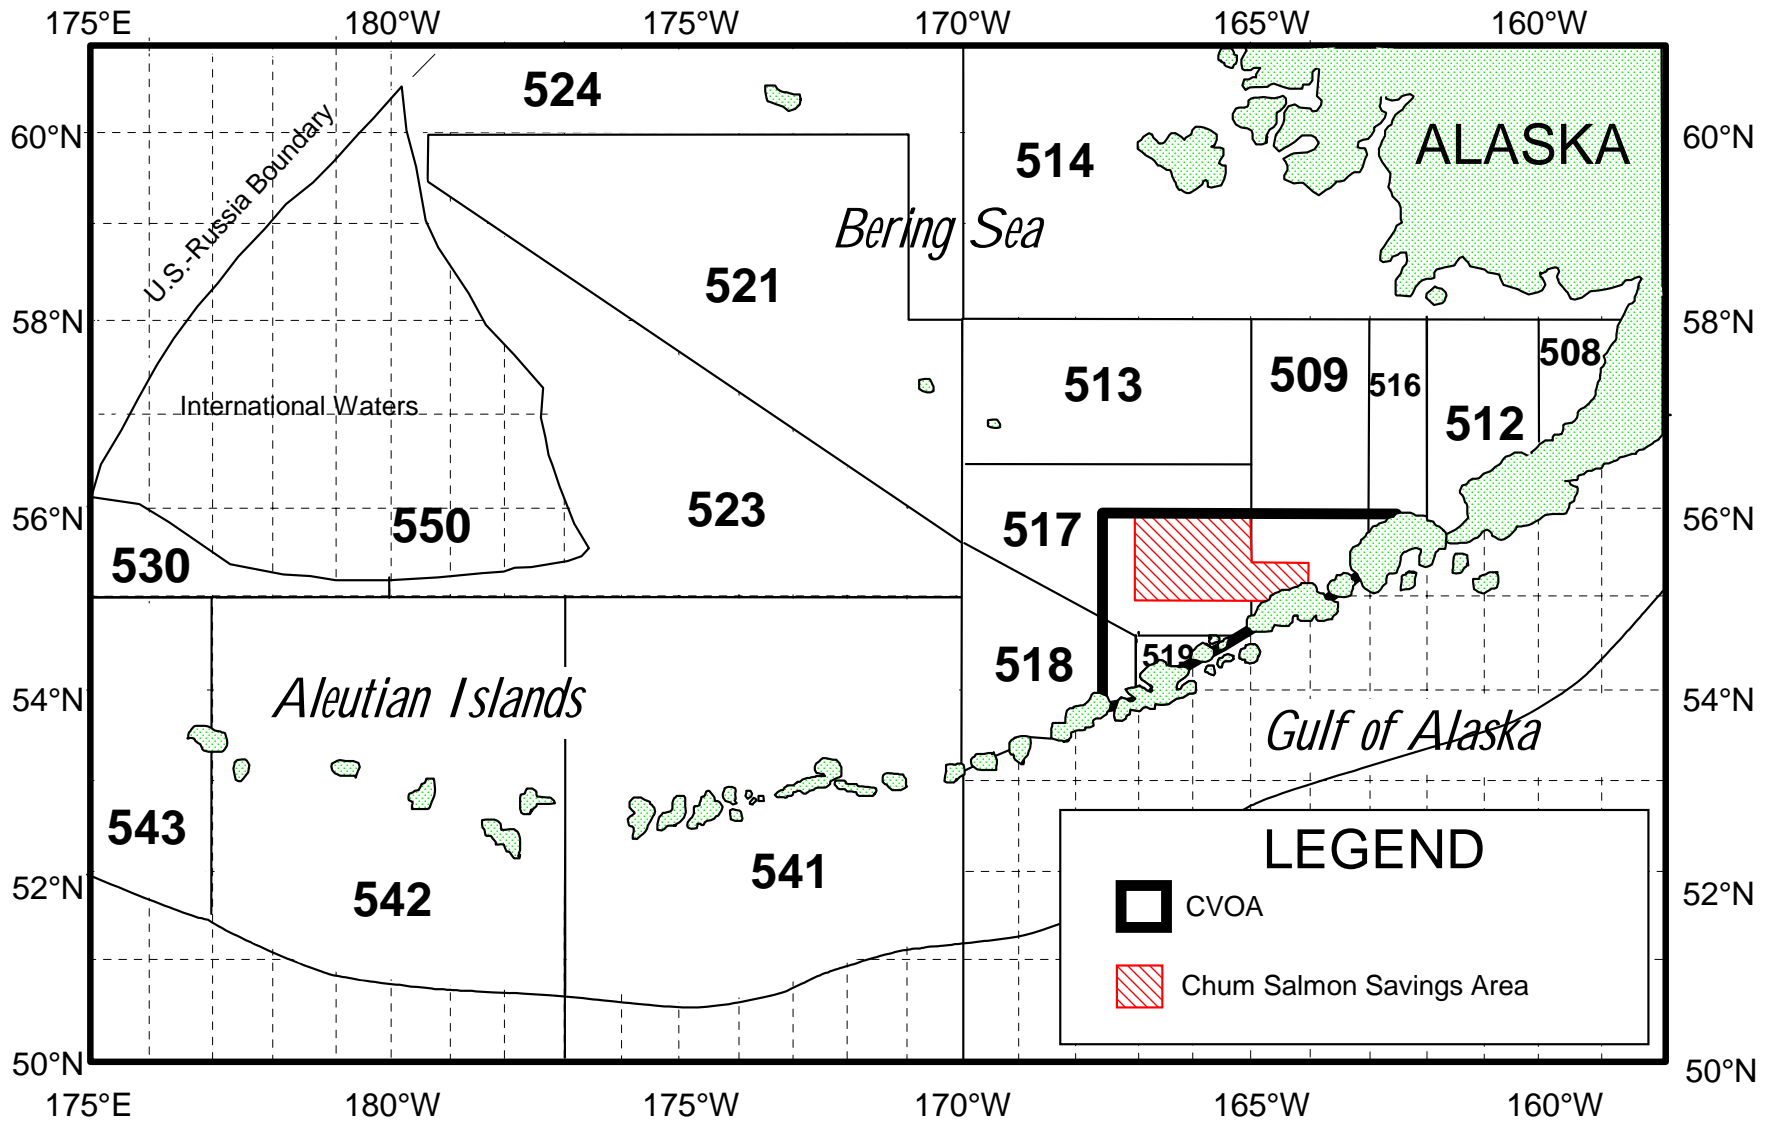 175°E 180°W 175°W 170°W 165°W 160°W
524
60°N
60°N
ALASKA
514
U.S.-Russia Boundary
Bering Sea
521
58°N
58°N
508
513
509
516
International Waters
512
523
56°N
550
517
56°N
530
519
518
54°N
Aleutian Islands
54°N
Gulf of Alaska
543
LEGEND
541
52°N
542
52°N
CVOA
Chum Salmon Savings Area
50°N
50°N
175°E 180°W 175°W 170°W 165°W 160°W